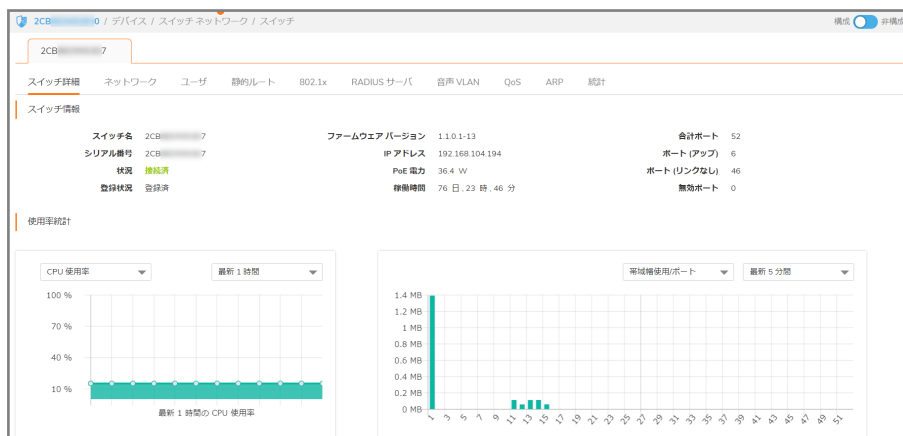 2CB 0 / デバイス / スイッチ ネットワーク / スイッチ 構成 非構成
2CB 7
スイッチ詳細 ネットワーク ユーザ 静的ルート 802.1x RADIUS サーバ 音声 VLAN QoS ARP 統計
スイッチ情報
スイッチ名 2CB 7 ファームウェア バージョン 1.1.0.1-13 合計ポート 52
シリアル番号 2CB 7 IP アドレス 192.168.104.194 ポート (アップ) 6
状況 接続済 PoE 電力 36.4 W ポート (リンクなし) 46
登録状況 登録済 稼働時間 76 日 , 23 時 , 46 分 無効ポート 0
使用率統計
CPU 使用率 最新 1 時間 帯域幅使用/ポート 最新 5 分間
100 %
70 %
40 %
10 %
最新 1 時間の CPU 使用率
1.4 MB
1.2 MB
1 MB
0.8 MB
0.6 MB
0.4 MB
0.2 MB
0 MB
1 3 5 7 9 11 13 15 17 19 21 23 25 27 29 31 33 35 37 39 41 43 45 47 49 51